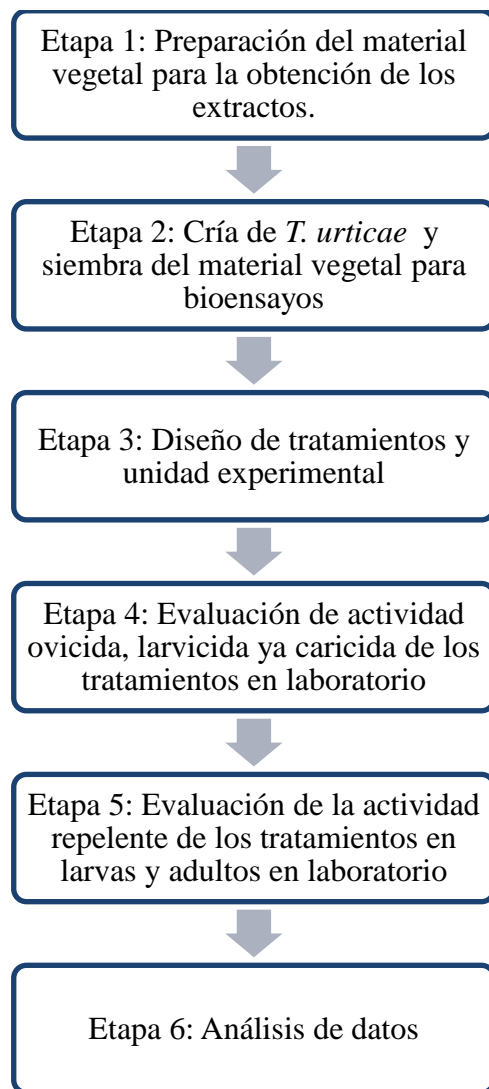 Etapa 1: Preparación del material
vegetal para la obtención de los
extractos.
Etapa 2: Cría de T. urticae y
siembra del material vegetal para
bioensayos
Etapa 3: Diseño de tratamientos y
unidad experimental
Etapa 4: Evaluación de actividad
ovicida, larvicida ya caricida de los
tratamientos en laboratorio
Etapa 5: Evaluación de la actividad
repelente de los tratamientos en
larvas y adultos en laboratorio
Etapa 6: Análisis de datos